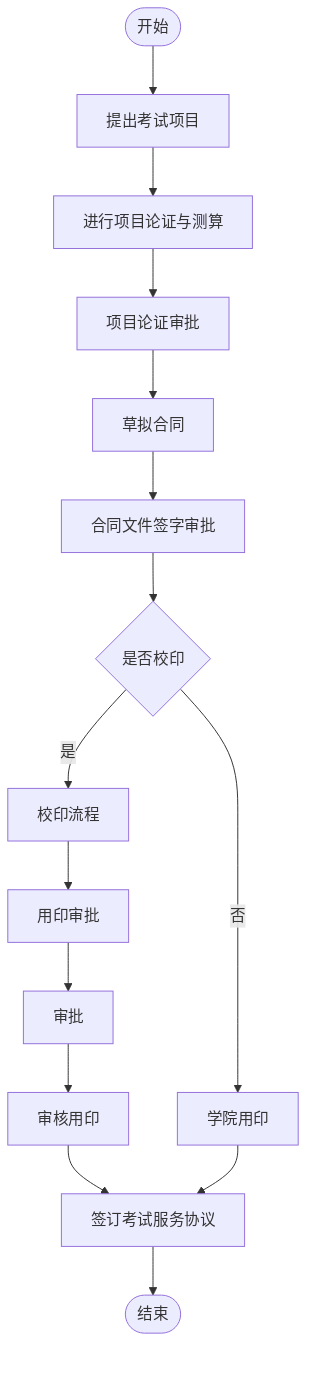 开始
提出考试项目
进行项目论证与测算
项目论证审批
草拟合同
合同文件签字审批
是否校印
是
校印流程
用印审批
否
审批
审核用印
学院用印
签订考试服务协议
结束